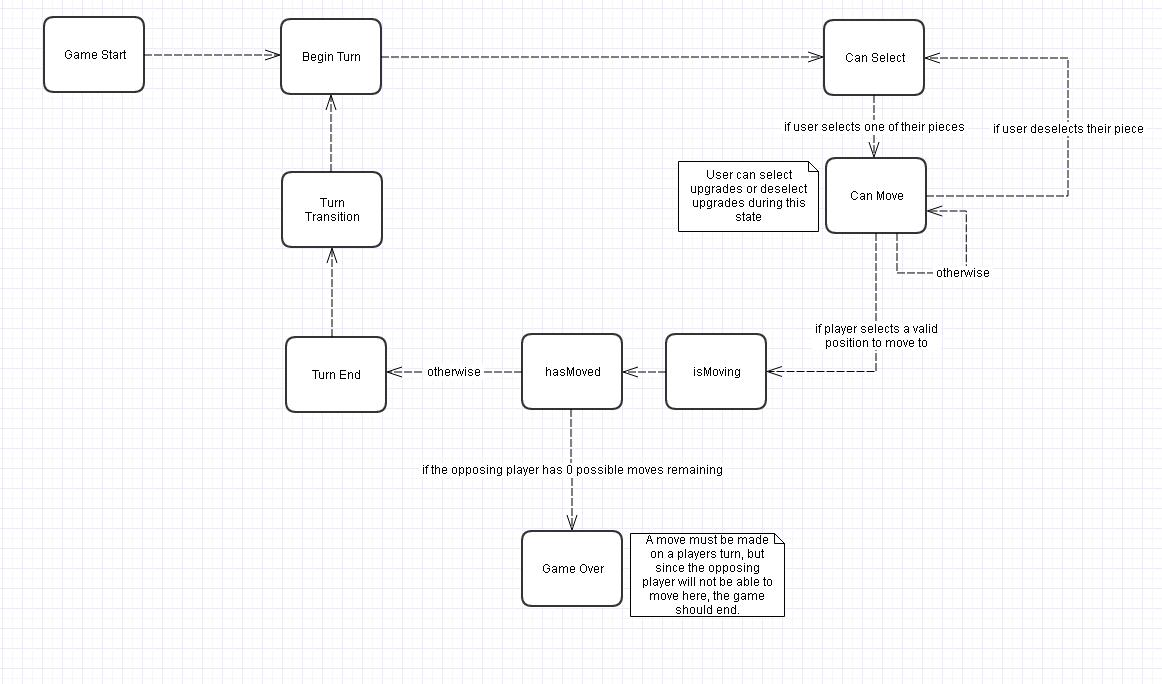 Game Start
Begin Turn
Can Select
if user selects one of their pieces
if user deselects their piece
User can select
upgrades or deselect
upgrades during this
state
Can Move
Turn
Transition
otherwise
if player selects a valid
position to move to
Turn End
otherwise
hasMoved
isMoving
if the opposing player has 0 possible moves remaining
Game Over
A move must be made
on a players turn, but
since the opposing
player will not be able to
move here, the game
should end.